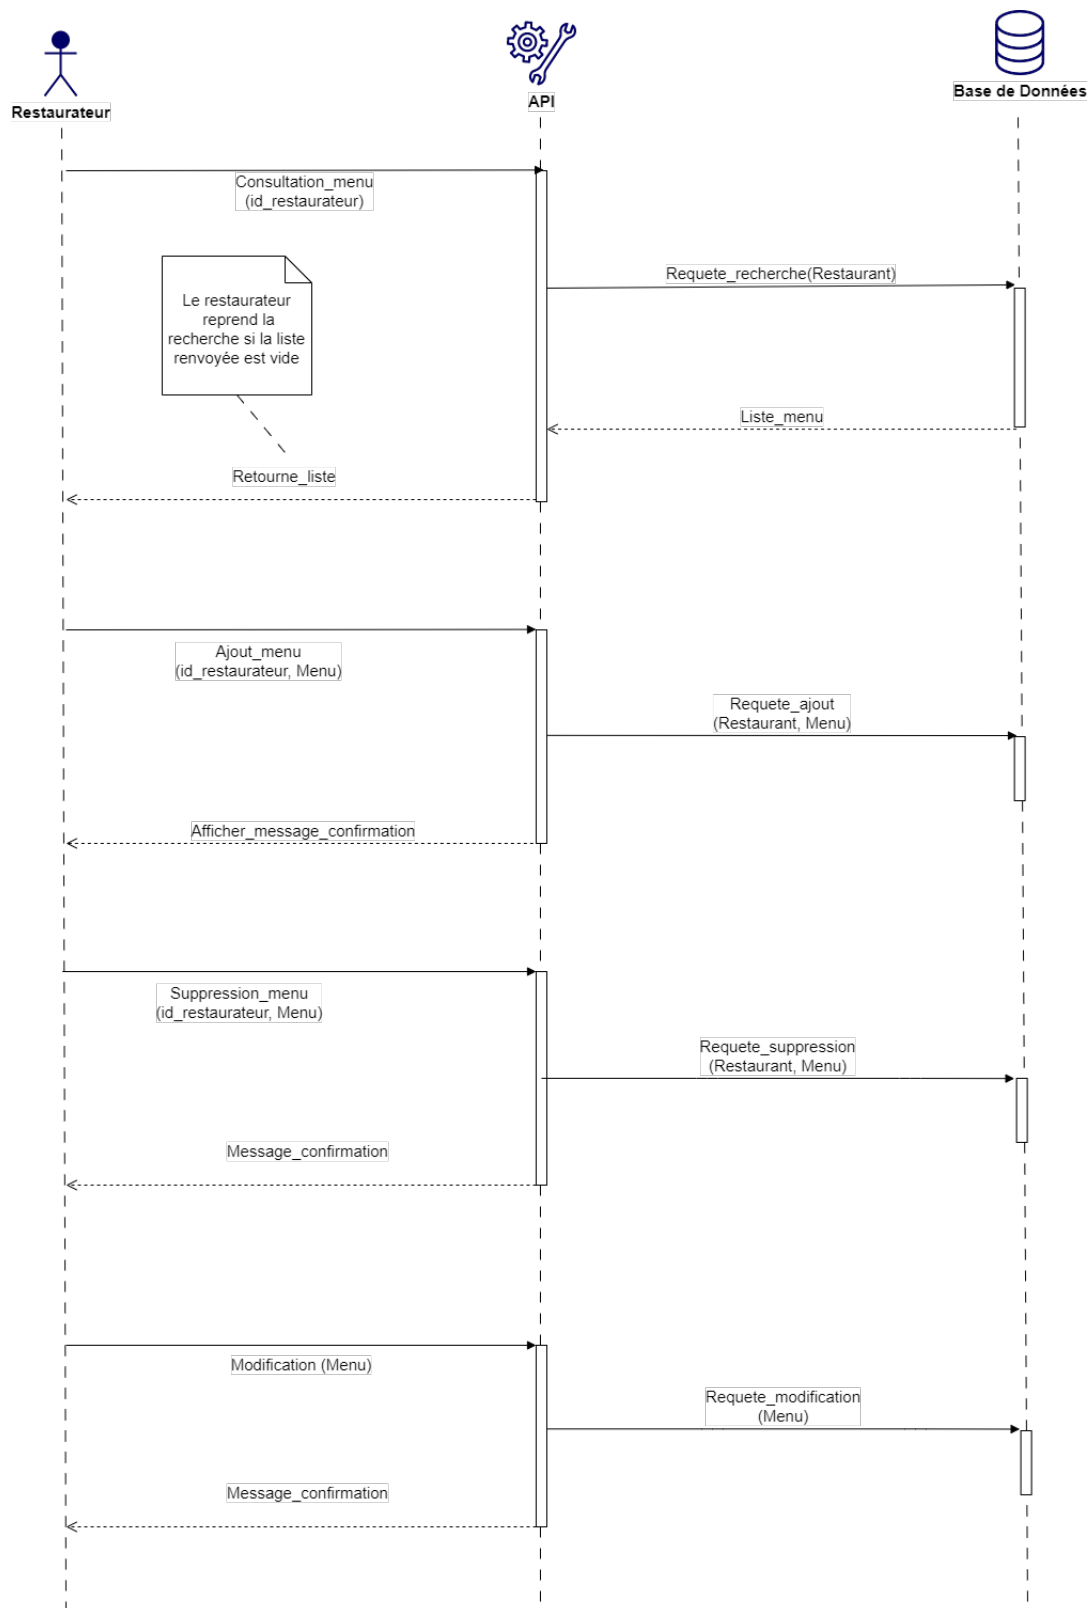 Restaurateur
API
Base de Données
Consultation_menu
(id_restaurateur)
Requete_recherche(Restaurant)
Le restaurateur
reprend la
recherche si la liste
renvoyée est vide
Liste_menu
Retourne_liste
Ajout_menu
(id_restaurateur, Menu)
Requete_ajout
(Restaurant, Menu)
Afficher_message_confirmation
Suppression_menu
(id_restaurateur, Menu)
Requete_suppression
(Restaurant, Menu)
Message_confirmation
Modification (Menu)
Requete_modification
(Menu)
Message_confirmation